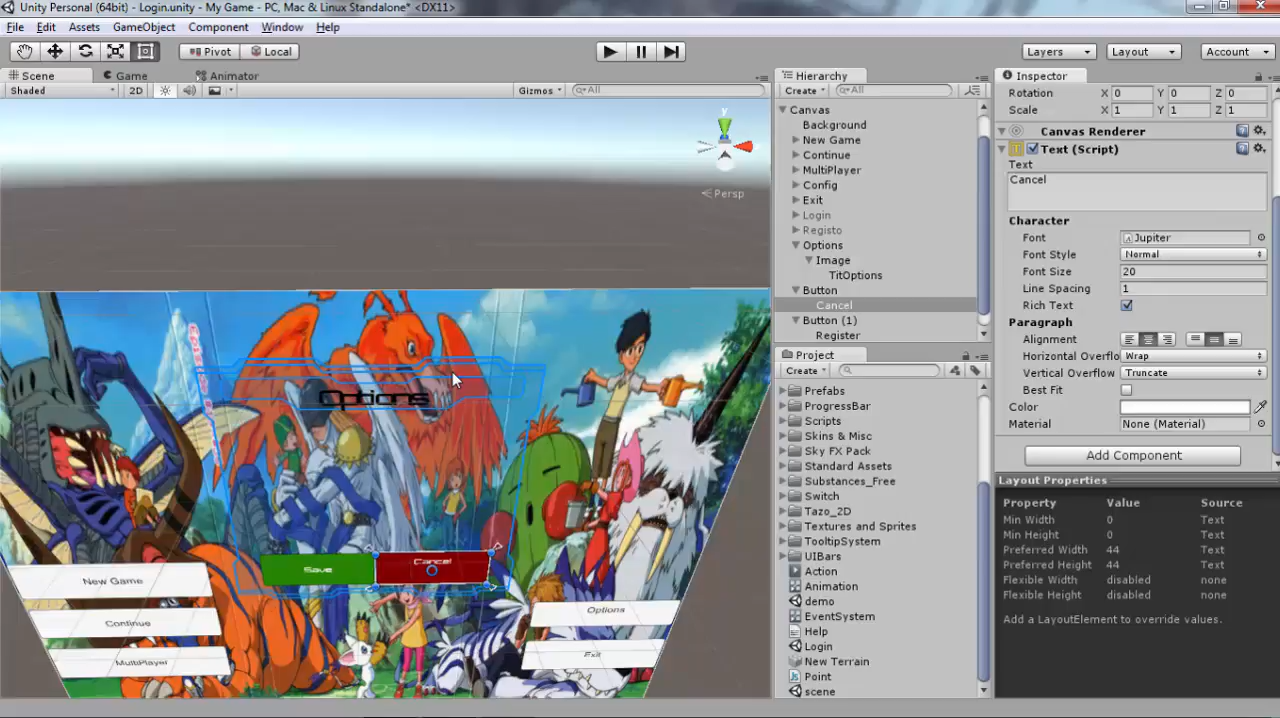 Unity Personal (64bit) - Login.unity - My Game - PC, Mac & Linux Standalone* <DX11>
File Edit Assets GameObject Component Window Help
Pivot Local Layers Layout Account
Scene Game Animator
Shaded 2D Gizmos All
y
Persp
Options
Save Cancel
New Game
Continue
MultiPlayer
Options
Exit
Hierarchy
Create All
Canvas
Background
New Game
Continue
MultiPlayer
Config
Exit
Login
Registo
Options
Image
TitOptions
Button
Cancel
Button (1)
Register
Project
Create
Prefabs
ProgressBar
Scripts
Skins & Misc
Sky FX Pack
Standard Assets
Substances_Free
Switch
Tazo_2D
Textures and Sprites
TooltipSystem
UIBars
Action
Animation
demo
EventSystem
Help
Login
New Terrain
Point
scene
Inspector
Rotation X 0 Y 0 Z 0
Scale X 1 Y 1 Z 1
Canvas Renderer
Text (Script)
Text
Cancel
Character
Font Jupiter
Font Style Normal
Font Size 20
Line Spacing 1
Rich Text
Paragraph
Alignment
Horizontal Overflo Wrap
Vertical Overflow Truncate
Best Fit
Color
Material None (Material)
Add Component
Layout Properties
Property Value Source
Min Width 0 Text
Min Height 0 Text
Preferred Width 44 Text
Preferred Height 44 Text
Flexible Width disabled none
Flexible Height disabled none
Add a LayoutElement to override values.